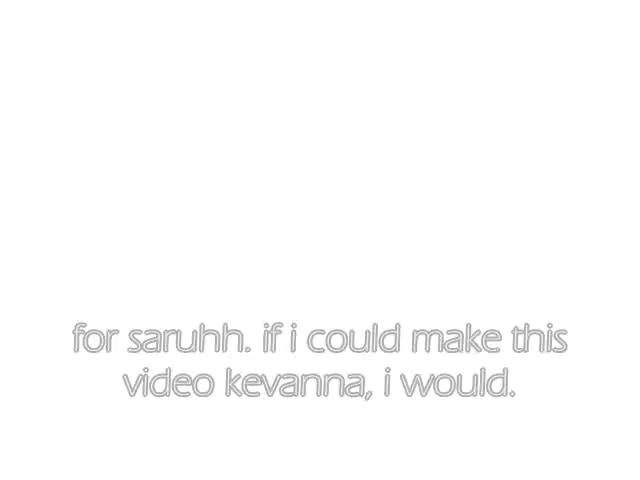 for saruhh. if i could make this
video kevanna, i would.